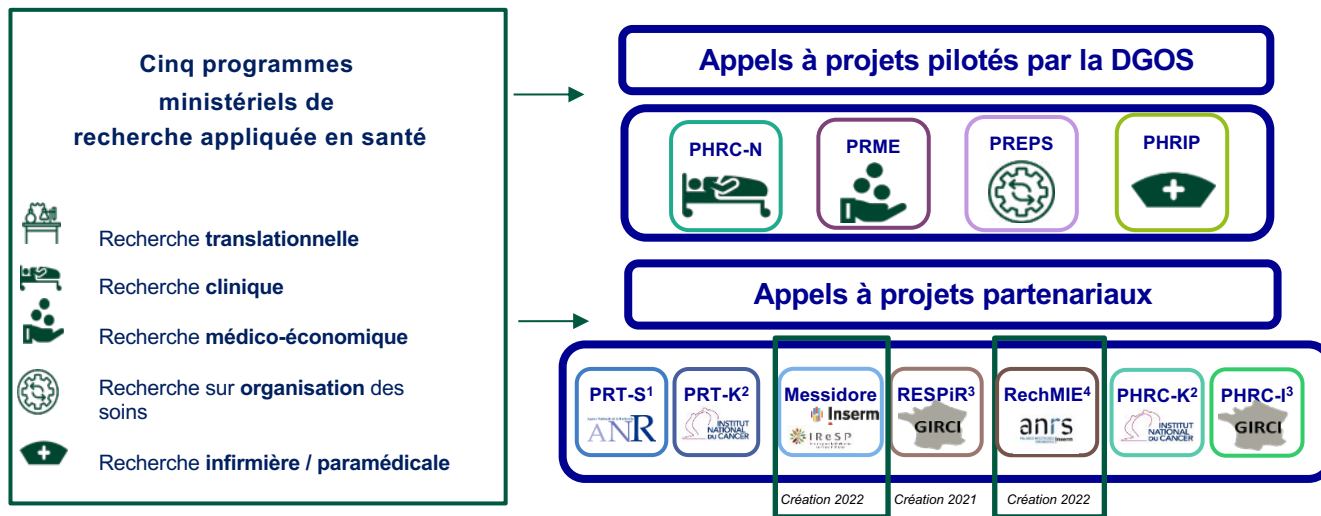 Cinq programmes
ministériels de
recherche appliquée en santé
Recherche translationnelle
Recherche clinique
Recherche médico-économique
Recherche sur organisation des
soins
Recherche infirmière / paramédicale
Appels à projets pilotés par la DGOS
PHRC-N PRME PREPS PHRIP
Appels à projets partenariaux
PRT-S¹ PRT-K² Messidore RESPiR³ RechMIE⁴ PHRC-K² PHRC-I³
ANR
INSTITUT
NATIONAL
DU CANCER
Inserm
IReSP
GIRCI
anrs
Inserm
INSTITUT
NATIONAL
DU CANCER
GIRCI
Création 2022 Création 2021 Création 2022